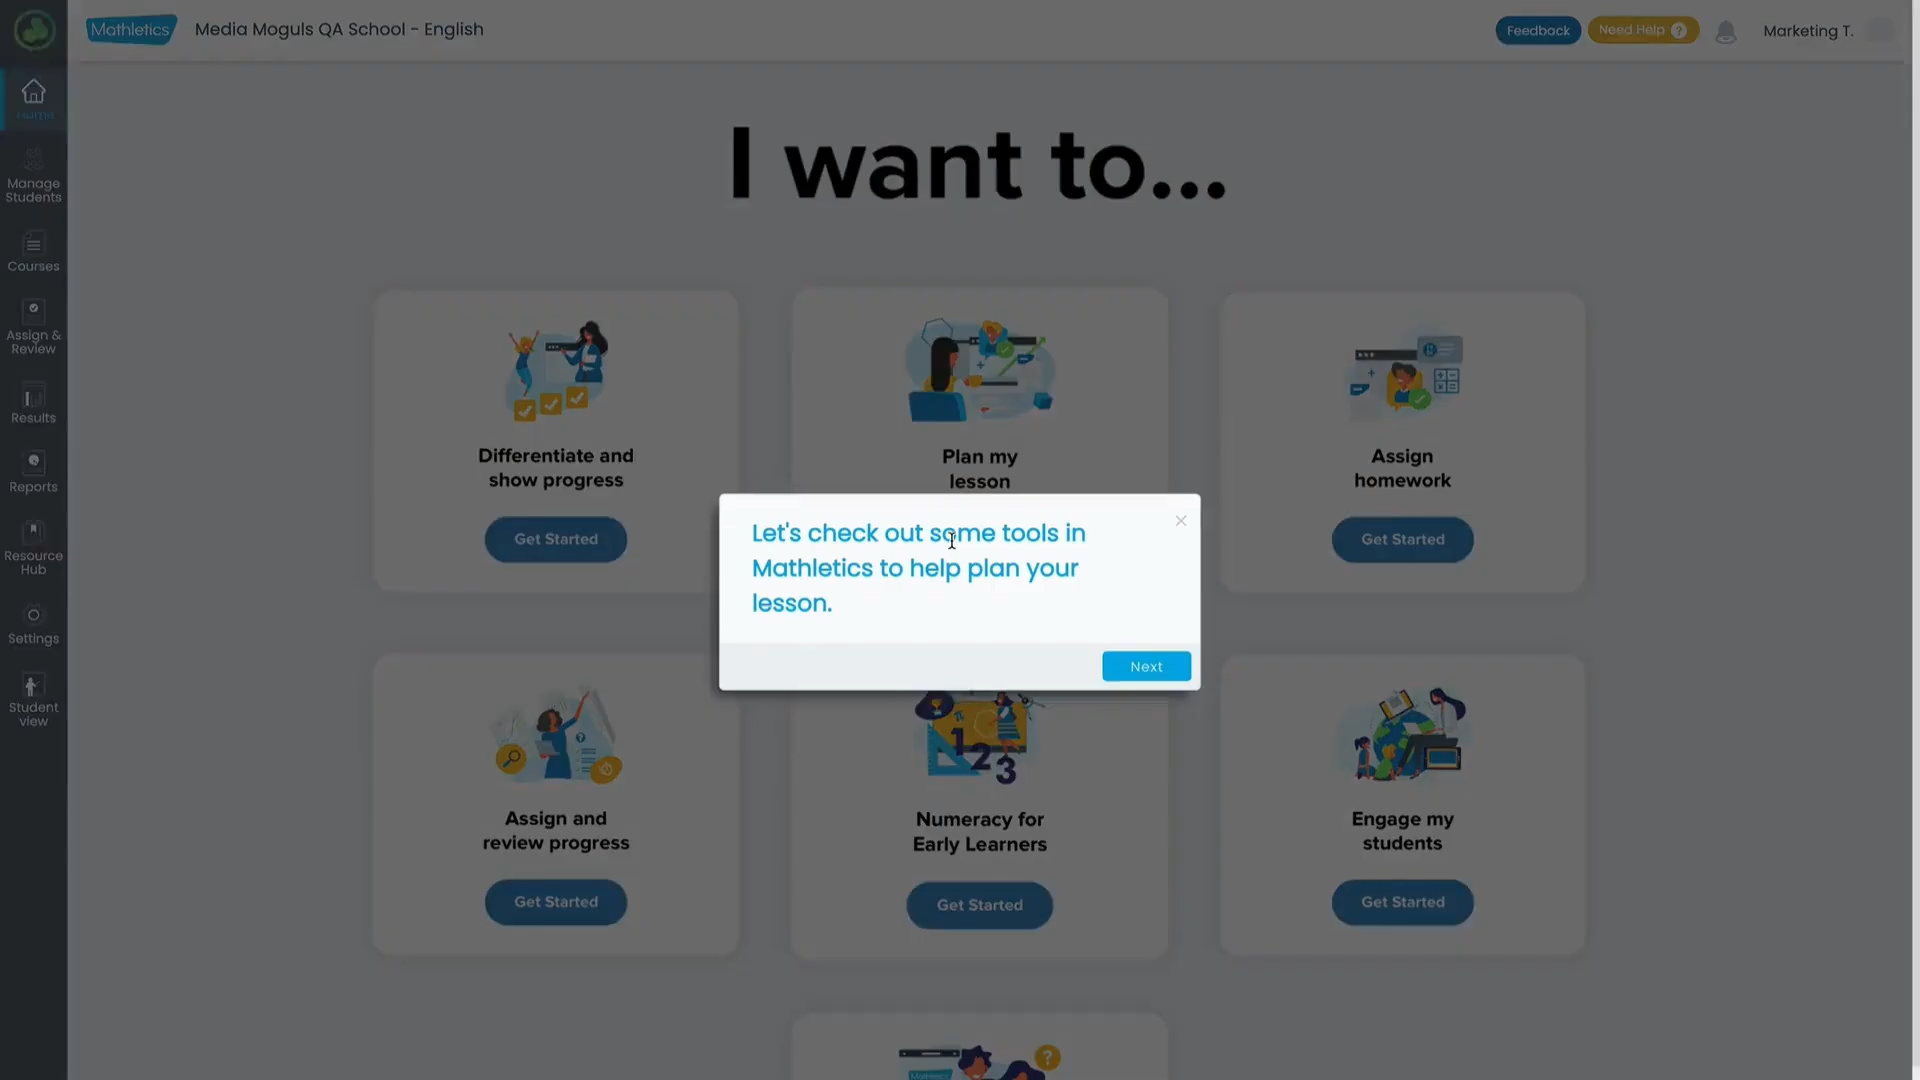 Mathletics
Media Moguls QA School - English
Feedback
Need Help ?
Marketing T.
Home
Manage
Students
Courses
Assign &
Review
Results
Reports
Resource
Hub
Settings
Student
view
I want to...
Differentiate and
show progress
Get Started
Plan my
lesson
Assign
homework
Get Started
Let's check out some tools in
Mathletics to help plan your
lesson.
Next
Assign and
review progress
Get Started
123
Numeracy for
Early Learners
Get Started
Engage my
students
Get Started
Mathletics
?